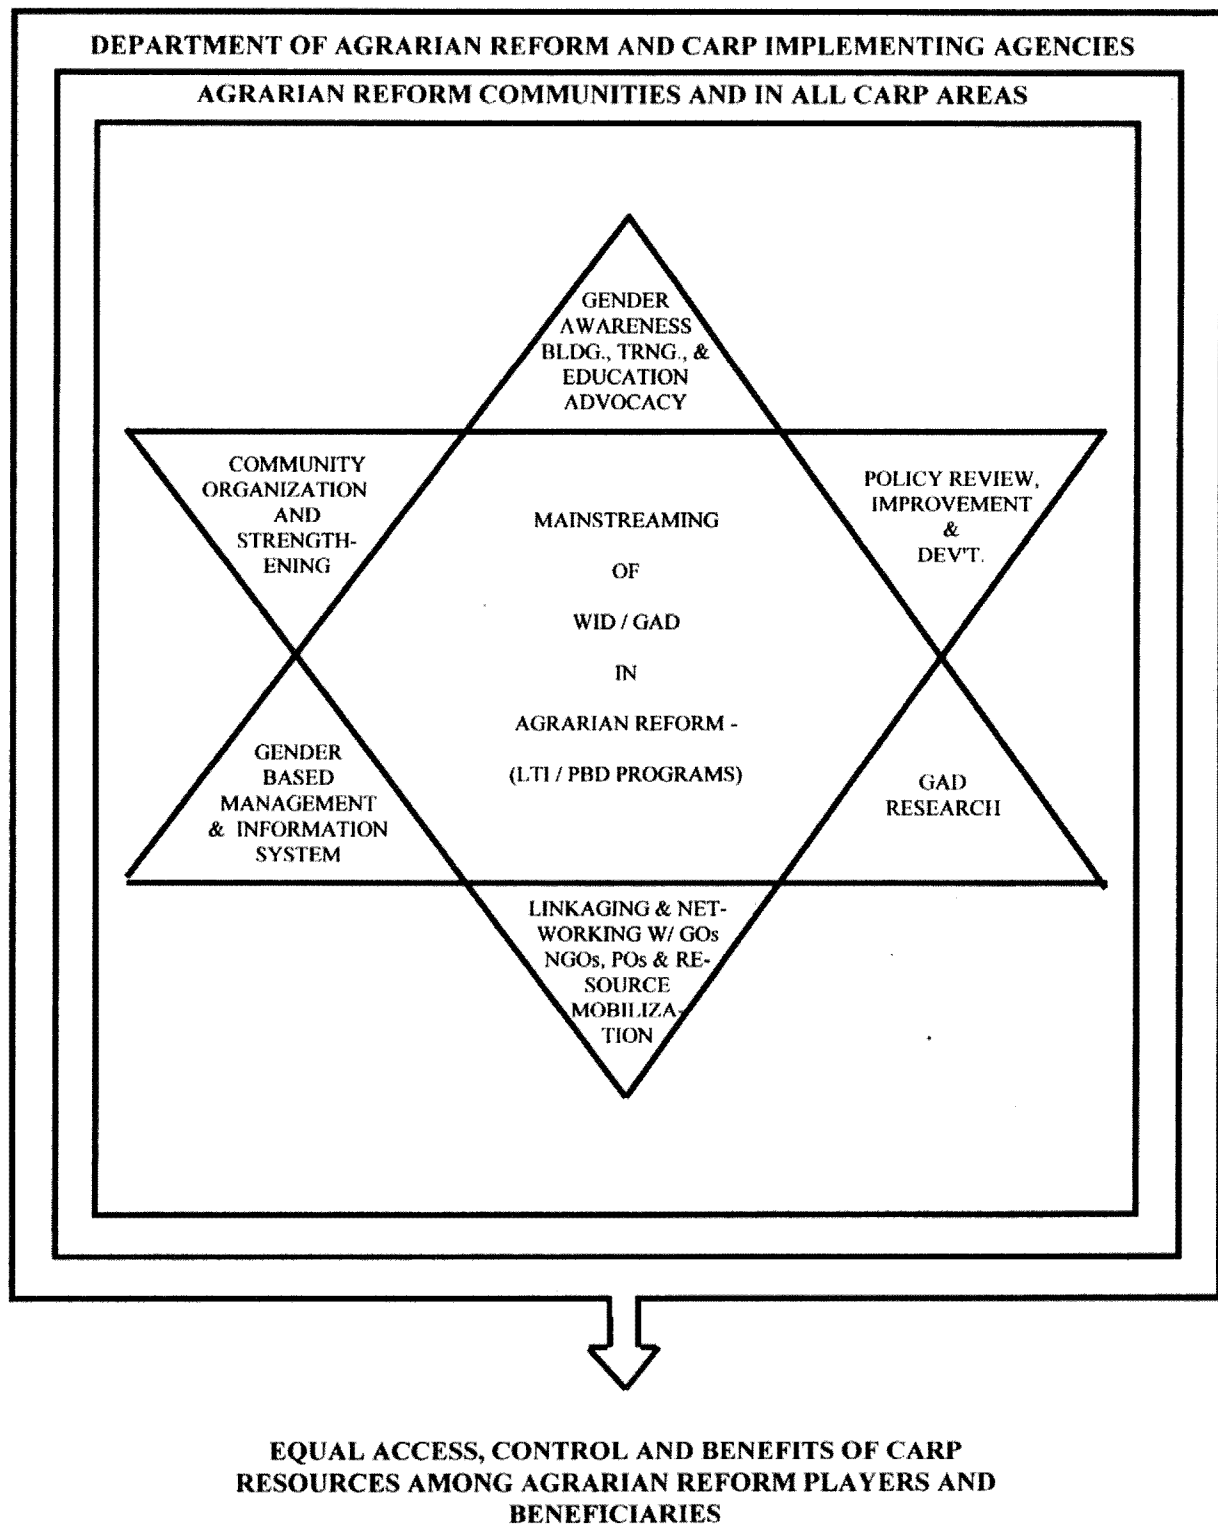 DEPARTMENT OF AGRARIAN REFORM AND CARP IMPLEMENTING AGENCIES
AGRARIAN REFORM COMMUNITIES AND IN ALL CARP AREAS
GENDER
AWARENESS
BLDG., TRNG., &
EDUCATION
ADVOCACY
COMMUNITY
ORGANIZATION
AND
STRENGTH-
ENING
MAINSTREAMING
OF
WID / GAD
IN
AGRARIAN REFORM -
(LTI / PBD PROGRAMS)
POLICY REVIEW,
IMPROVEMENT
&
DEV'T.
GENDER
BASED
MANAGEMENT
& INFORMATION
SYSTEM
GAD
RESEARCH
LINKAGING & NET-
WORKING W/ GOs
NGOs, POs & RE-
SOURCE
MOBILIZA-
TION
EQUAL ACCESS, CONTROL AND BENEFITS OF CARP
RESOURCES AMONG AGRARIAN REFORM PLAYERS AND
BENEFICIARIES